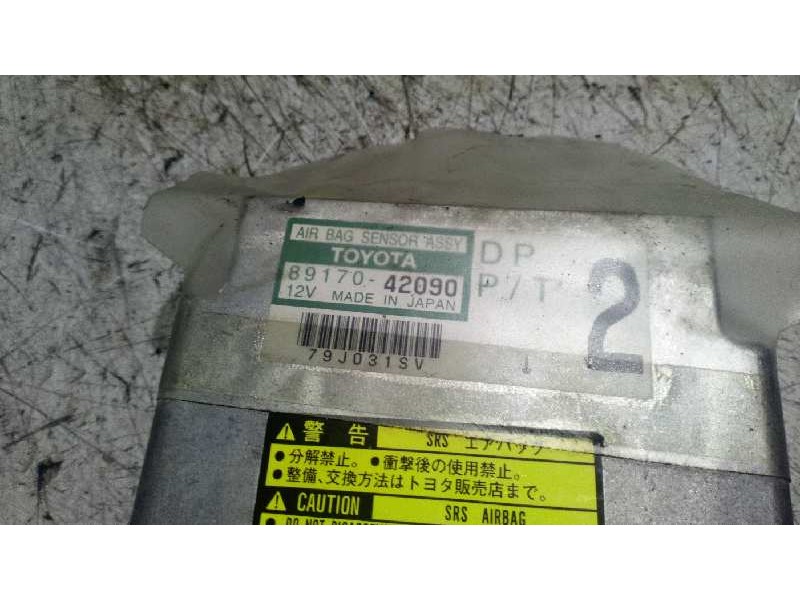 AIR BAG SENSOR ASSY
TOYOTA
89170-42090
12V MADE IN JAPAN
DP
P/T
2
79J031SV
警告 SRS エアバッグ
●分解禁止。●衝撃後の使用禁止。
●整備、交換方法はトヨタ販売店まで。
CAUTION SRS AIRBAG
● DO NOT